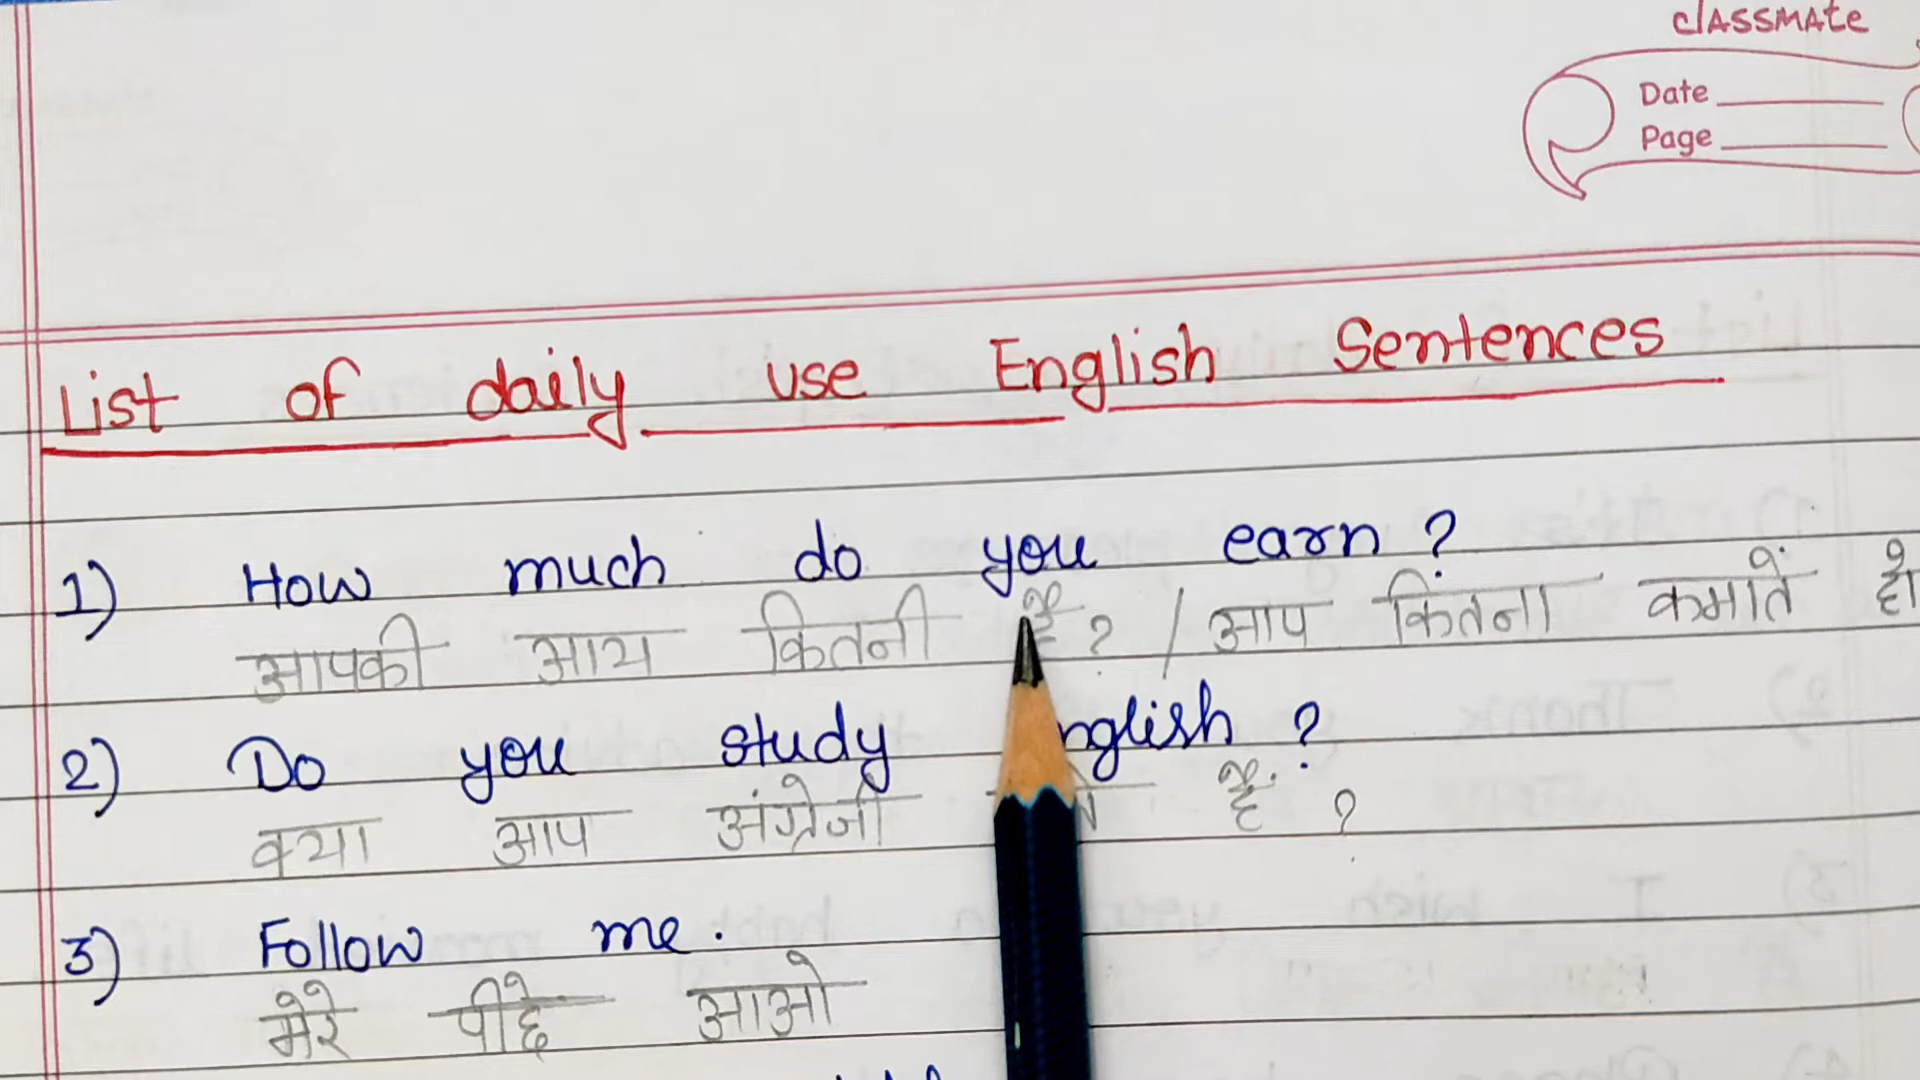 classmate
Date
Page
List of daily use English Sentences
1) How much do you earn?
आपकी आय कितनी है? / आप कितना कमाते हो
2) Do you study nglish?
क्या आप अंग्रेजी ते हैं?
3) Follow me.
मेरे पीछे आओ